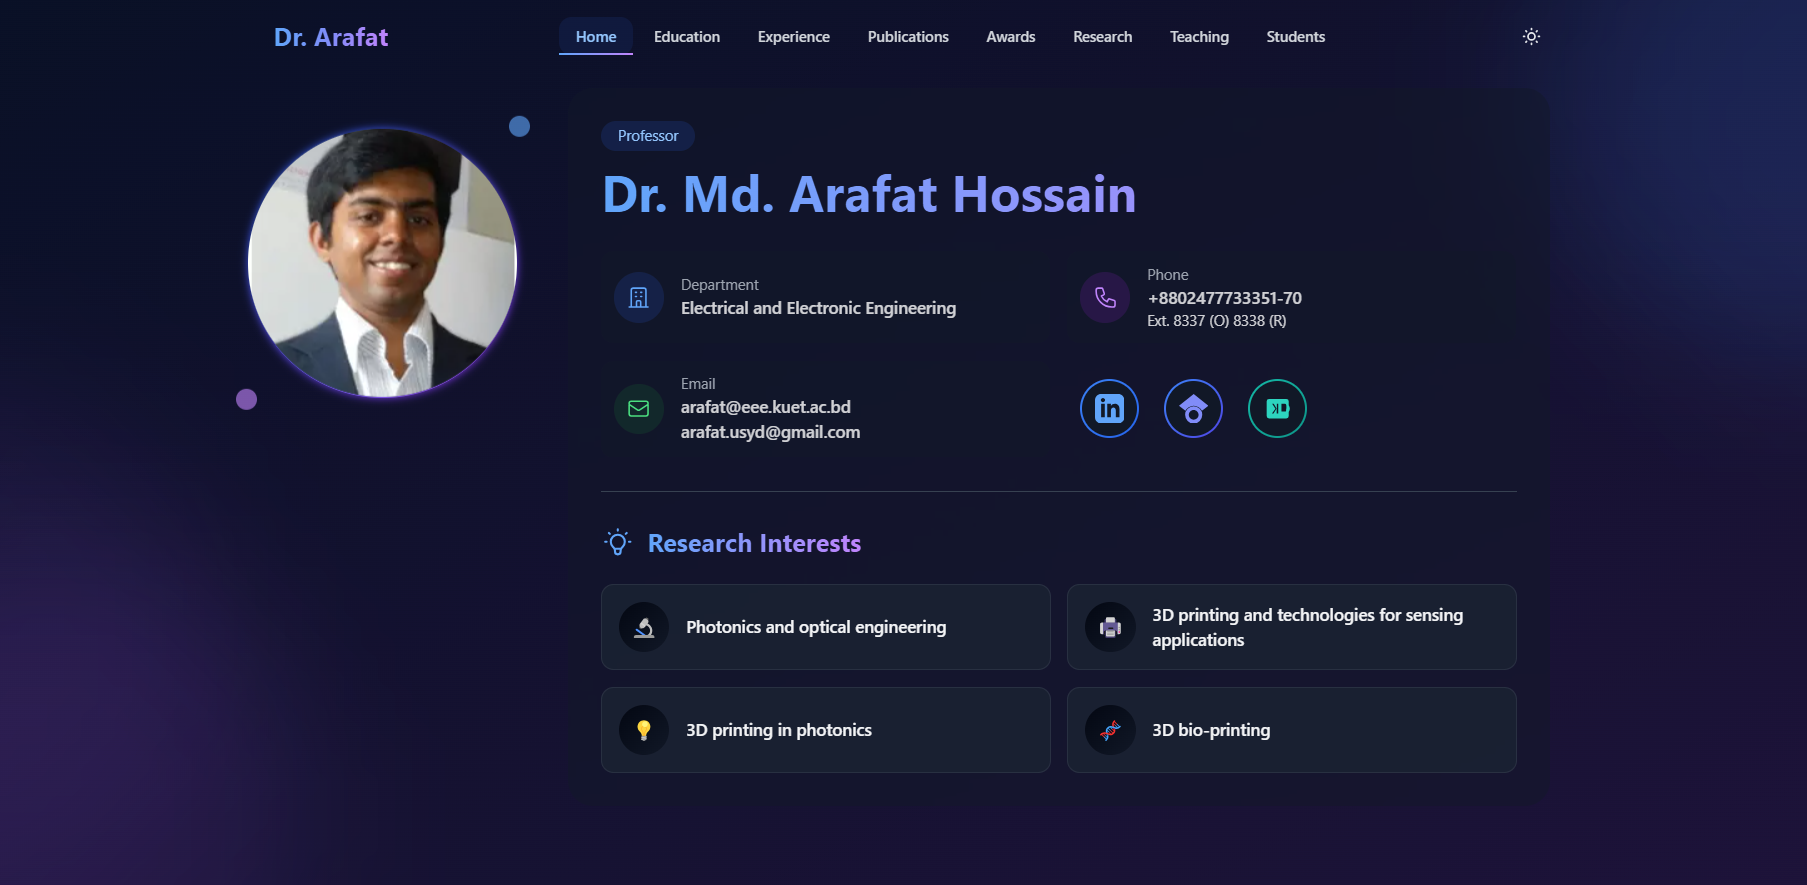 Dr. Arafat
Home
Education
Experience
Publications
Awards
Research
Teaching
Students
Professor
Dr. Md. Arafat Hossain
Department
Electrical and Electronic Engineering
Phone
+8802477733351-70
Ext. 8337 (O) 8338 (R)
Email
arafat@eee.kuet.ac.bd
arafat.usyd@gmail.com
in
Research Interests
Photonics and optical engineering
3D printing and technologies for sensing
applications
3D printing in photonics
3D bio-printing